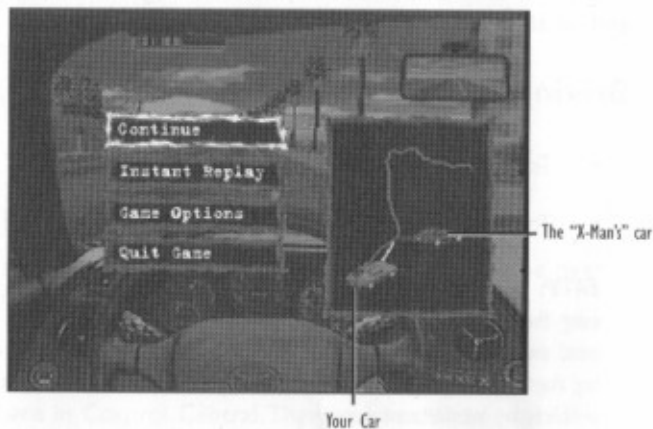 Continue
Instant Replay
Game Options
Quit Game
The "X-Man's" car
Your Car